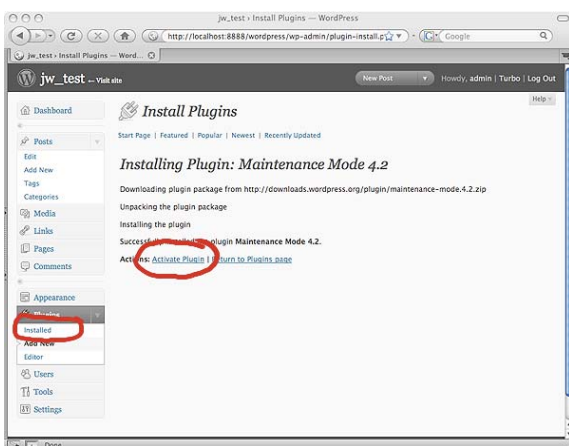 jw_test › Install Plugins — WordPress
http://localhost:8888/wordpress/wp-admin/plugin-install.p
Google
jw_test › Install Plugins — Word...
jw_test — Visit site
New Post
Howdy, admin | Turbo | Log Out
Help
Dashboard
Posts
Edit
Add New
Tags
Categories
Media
Links
Pages
Comments
Appearance
Plugins
Installed
Add New
Editor
Users
Tools
Settings
Install Plugins
Start Page | Featured | Popular | Newest | Recently Updated
Installing Plugin: Maintenance Mode 4.2
Downloading plugin package from http://downloads.wordpress.org/plugin/maintenance-mode.4.2.zip
Unpacking the plugin package
Installing the plugin
Successfully installed the plugin Maintenance Mode 4.2.
Actions: Activate Plugin | Return to Plugins page
Done